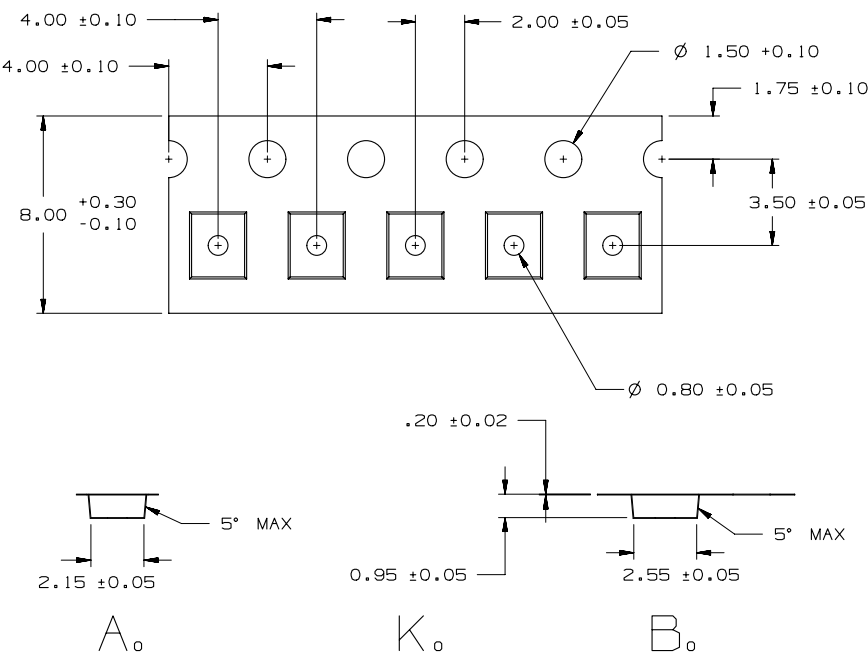 4.00 ±0.10
2.00 ±0.05
4.00 ±0.10
Ø 1.50 +0.10
1.75 ±0.10
8.00 +0.30
-0.10
3.50 ±0.05
Ø 0.80 ±0.05
.20 ±0.02
5° MAX
5° MAX
2.15 ±0.05
0.95 ±0.05
2.55 ±0.05
A₀
K₀
B₀